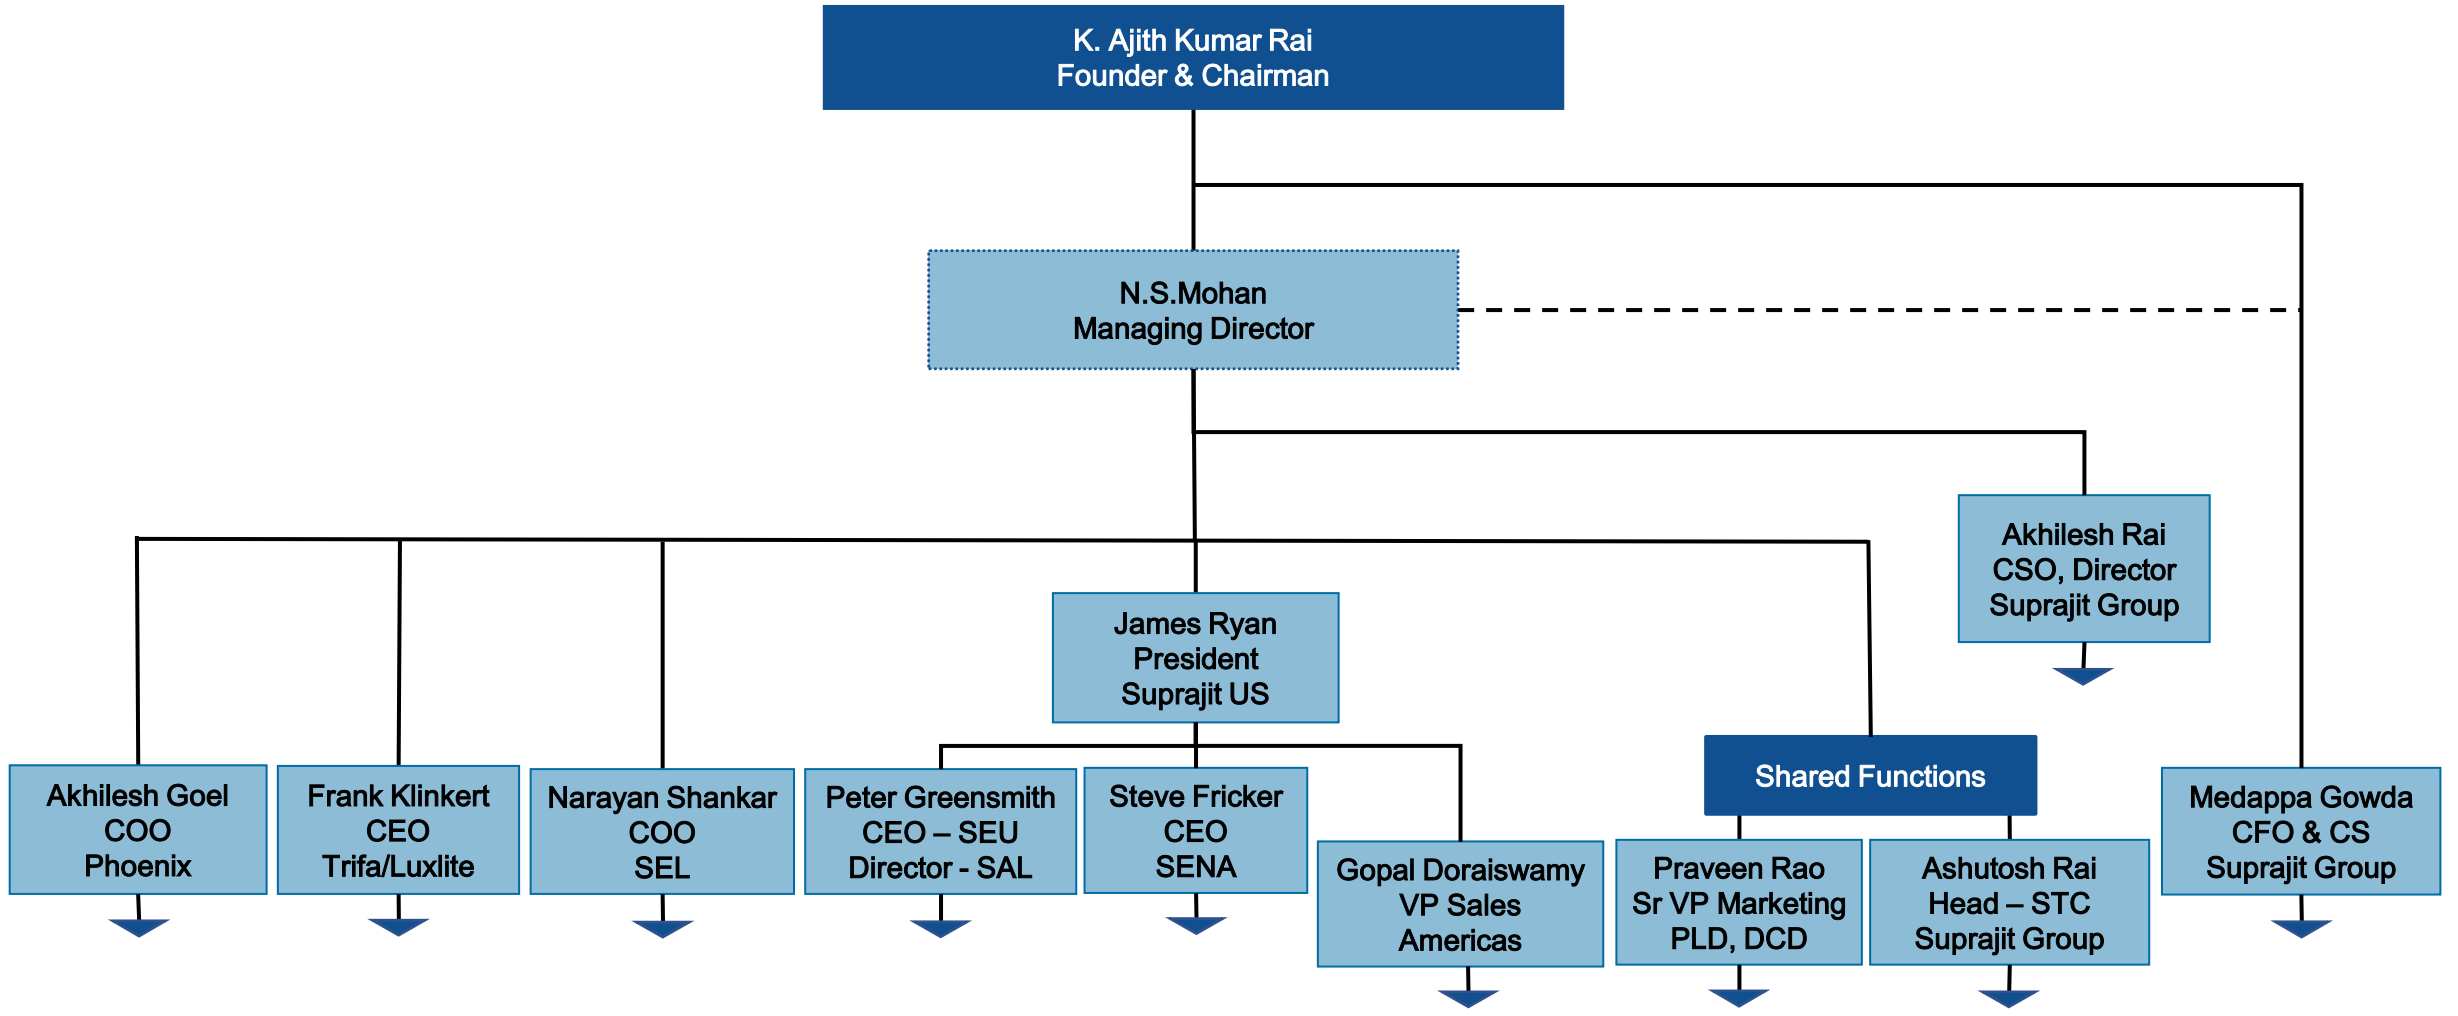 K. Ajith Kumar Rai
Founder & Chairman
N.S.Mohan
Managing Director
Akhilesh Rai
CSO, Director
Suprajit Group
James Ryan
President
Suprajit US
Shared Functions
Akhilesh Goel
COO
Phoenix
Frank Klinkert
CEO
Trifa/Luxlite
Narayan Shankar
COO
SEL
Peter Greensmith
CEO – SEU
Director - SAL
Steve Fricker
CEO
SENA
Gopal Doraiswamy
VP Sales
Americas
Praveen Rao
Sr VP Marketing
PLD, DCD
Ashutosh Rai
Head – STC
Suprajit Group
Medappa Gowda
CFO & CS
Suprajit Group